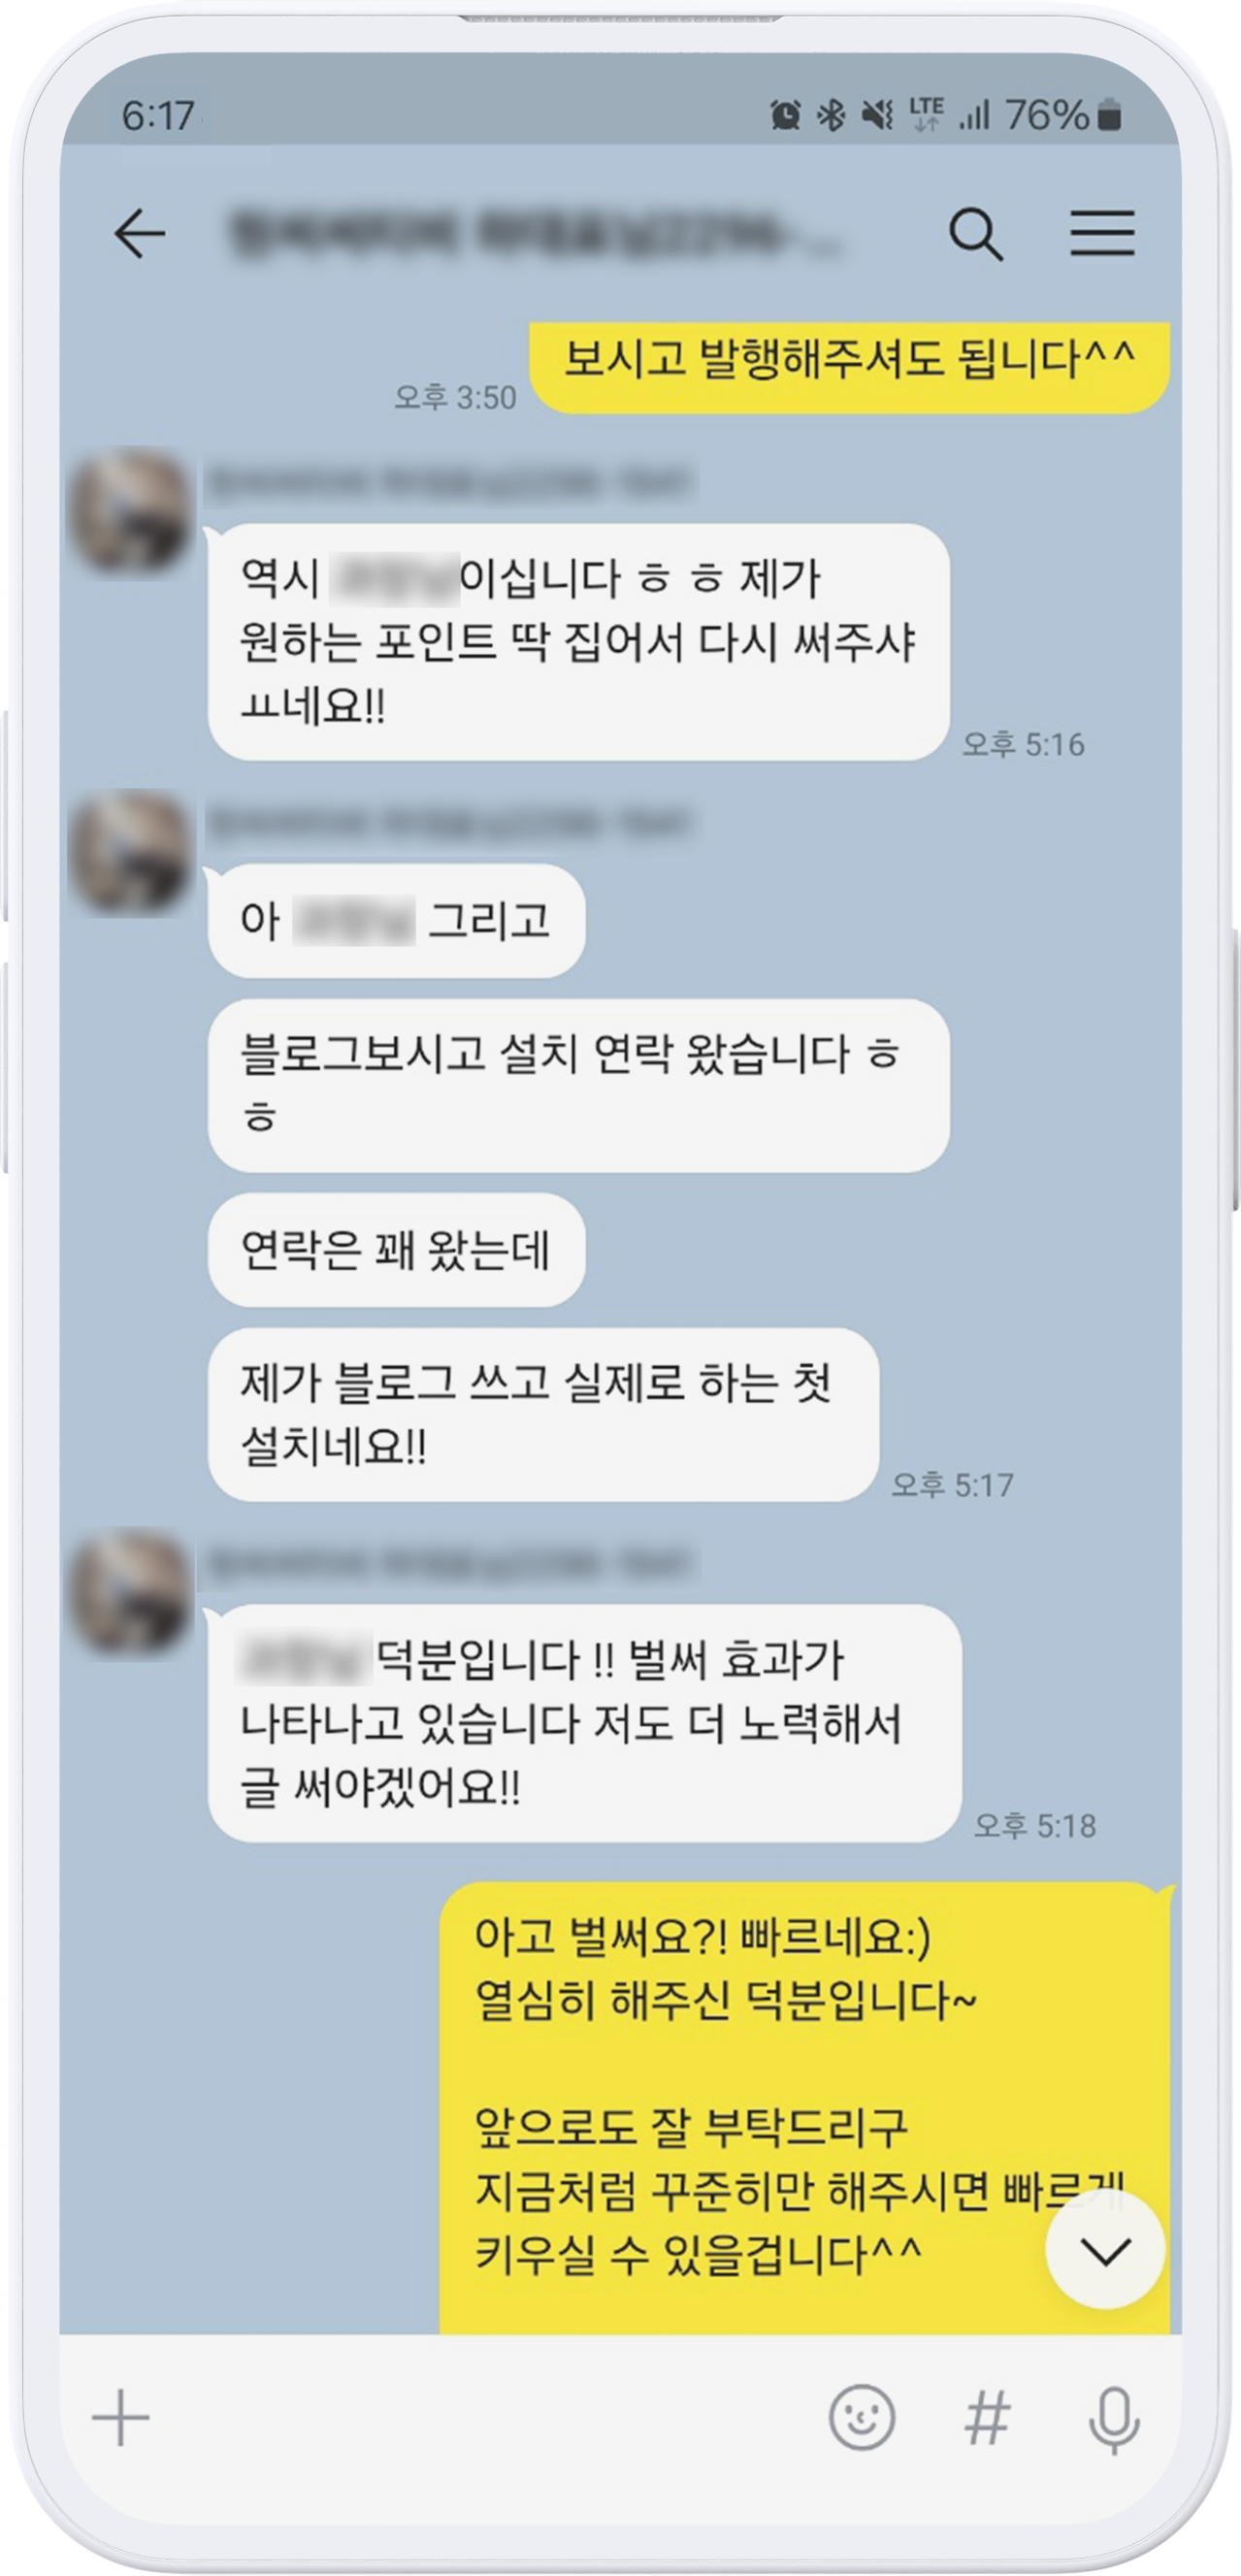 6:17
LTE 76%
보시고 발행해주셔도 됩니다^^
오후 3:50
역시 이십니다 ㅎ ㅎ 제가
원하는 포인트 딱 집어서 다시 써주샤
ㅛ네요!!
오후 5:16
아 그리고
블로그보시고 설치 연락 왔습니다 ㅎ
ㅎ
연락은 꽤 왔는데
제가 블로그 쓰고 실제로 하는 첫
설치네요!!
오후 5:17
덕분입니다 !! 벌써 효과가
나타나고 있습니다 저도 더 노력해서
글 써야겠어요!!
오후 5:18
아고 벌써요?! 빠르네요:)
열심히 해주신 덕분입니다~
앞으로도 잘 부탁드리구
지금처럼 꾸준히만 해주시면 빠르게
키우실 수 있을겁니다^^